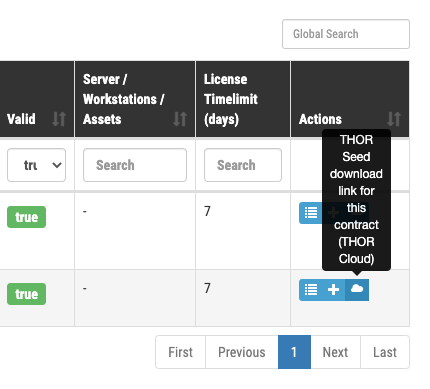 Global Search
Valid
Server /
Workstations /
Assets
License
Timelimit
(days)
Actions
tru
Search
Search
THOR
Seed
download
link for
this
contract
(THOR
Cloud)
true
-
7
true
-
7
First
Previous
1
Next
Last